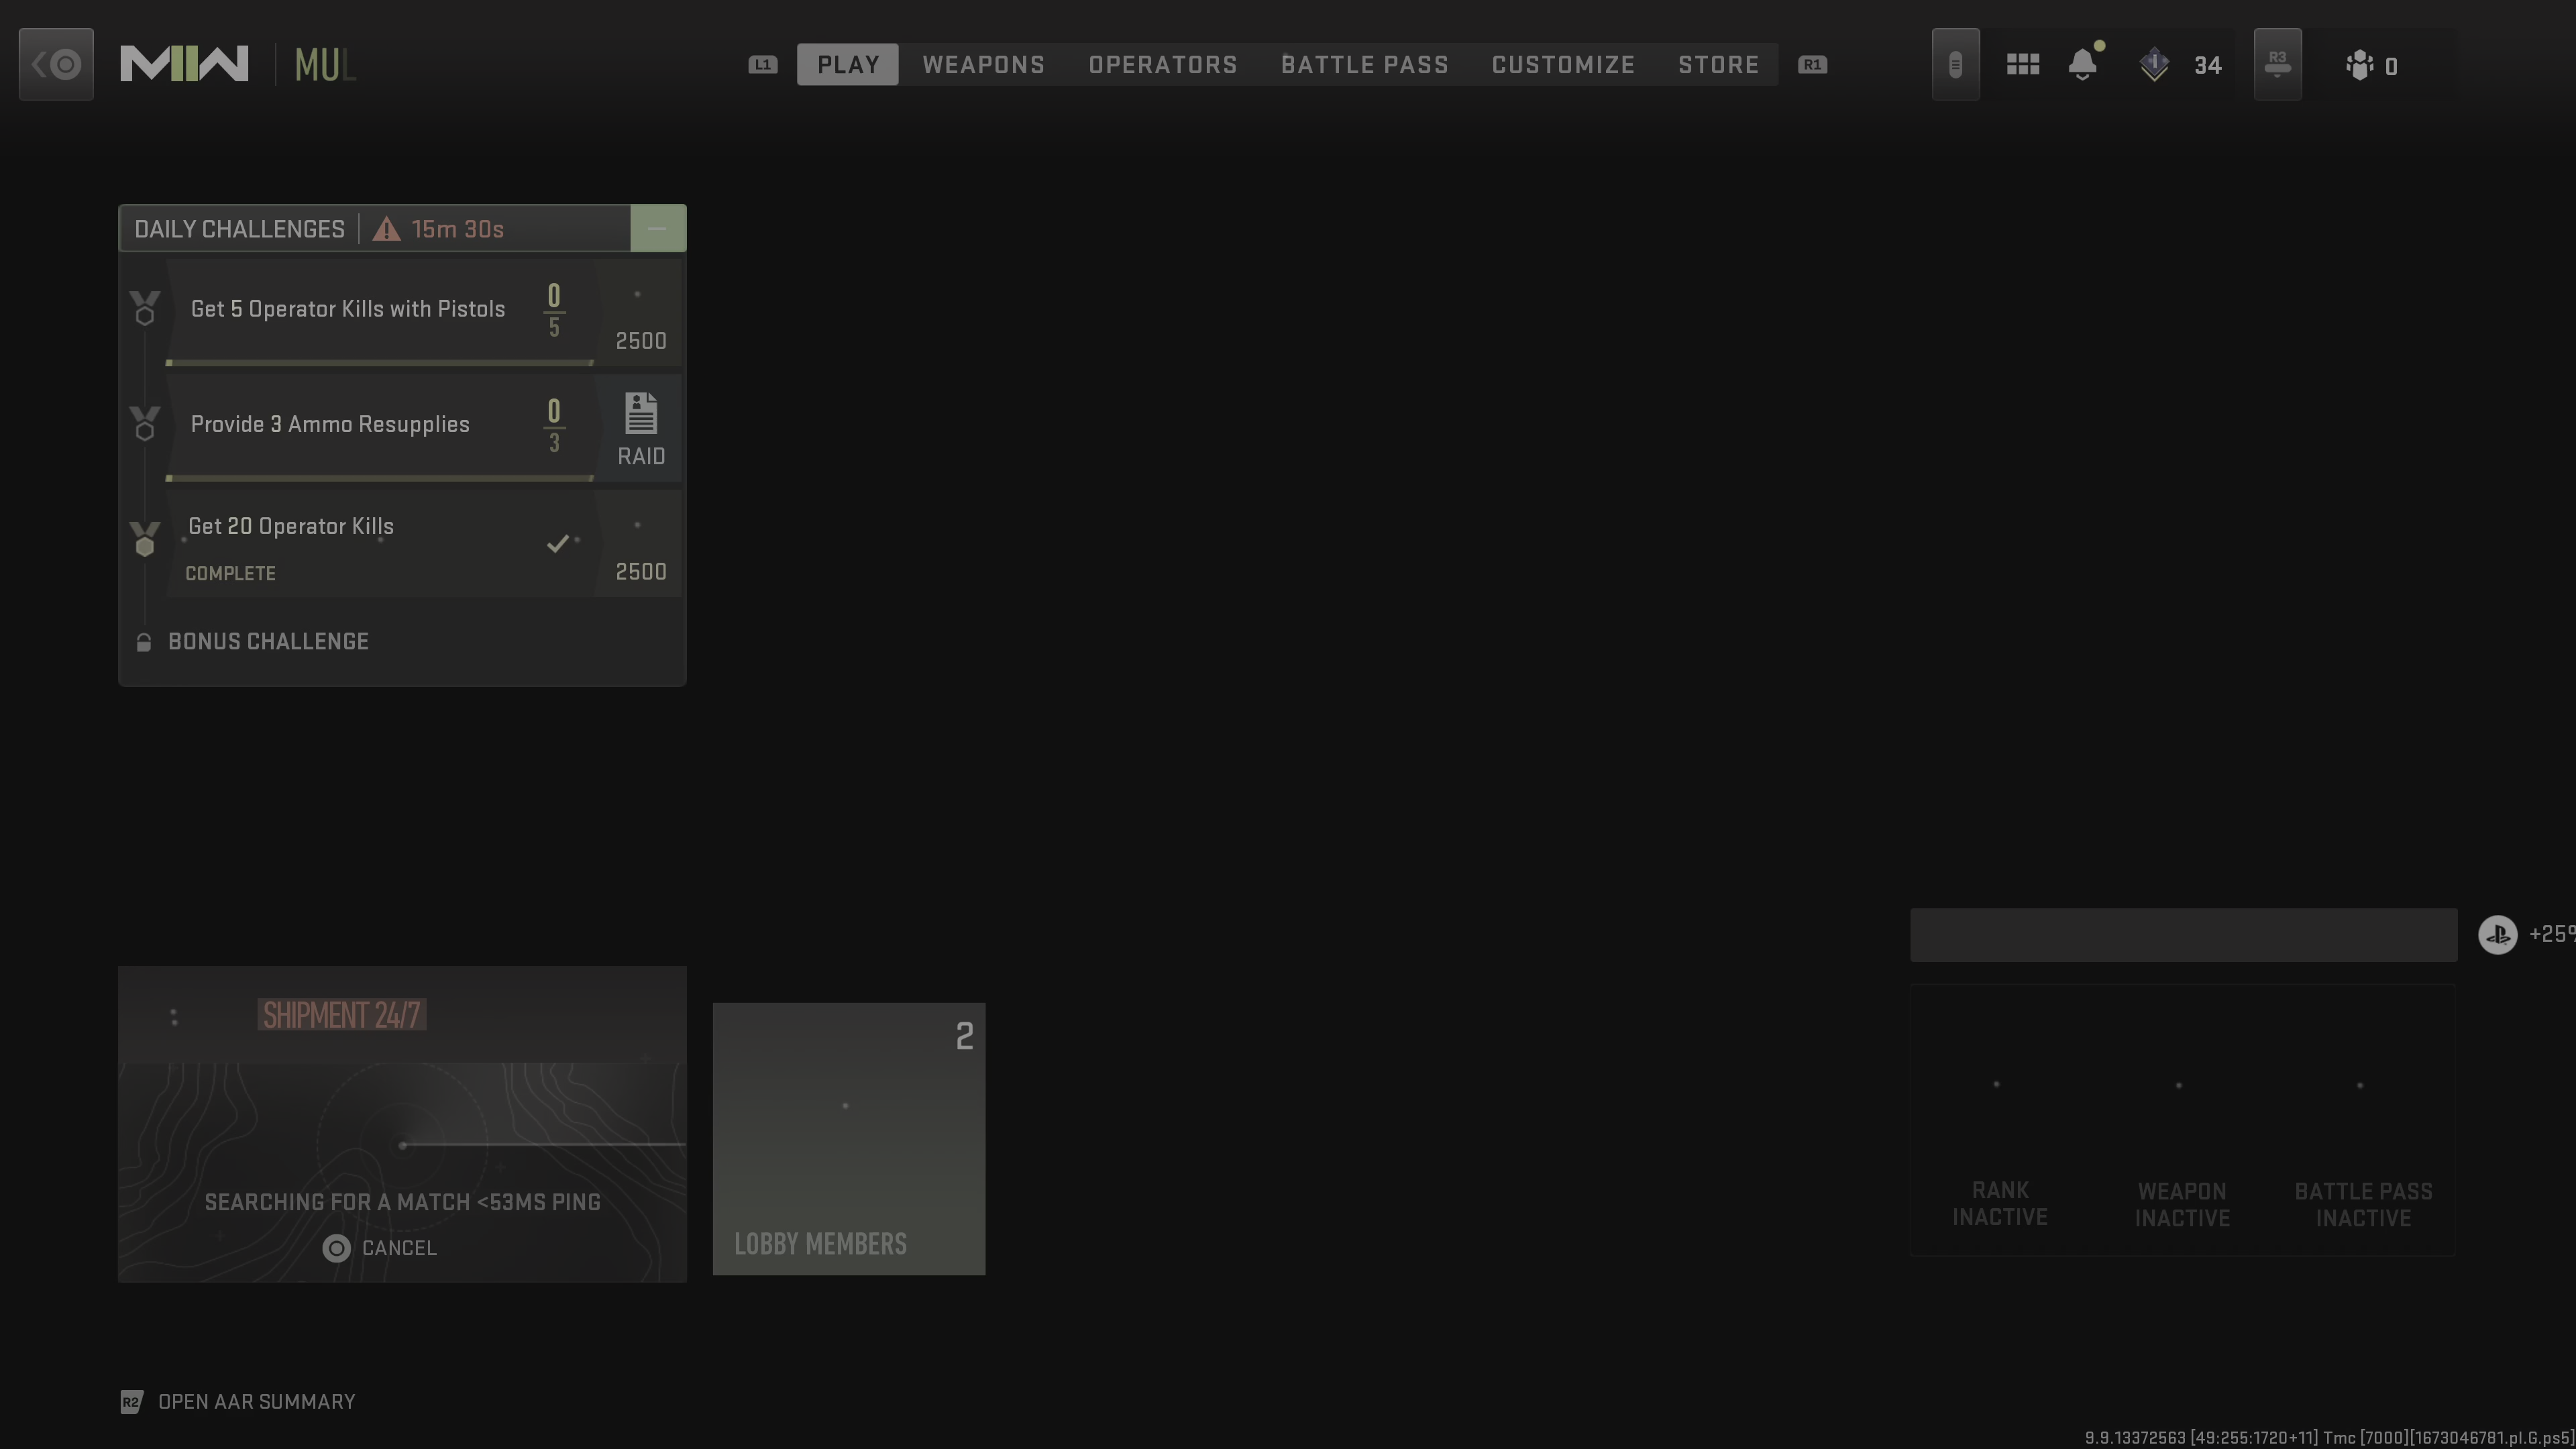 MWII
MUL
L1
PLAY
WEAPONS
OPERATORS
BATTLE PASS
CUSTOMIZE
STORE
R1
34
R3
0
DAILY CHALLENGES
15m 30s
Get 5 Operator Kills with Pistols
0
5
2500
Provide 3 Ammo Resupplies
0
3
RAID
Get 20 Operator Kills
COMPLETE
2500
BONUS CHALLENGE
+25%
SHIPMENT 24/7
SEARCHING FOR A MATCH <53MS PING
CANCEL
2
LOBBY MEMBERS
RANK
INACTIVE
WEAPON
INACTIVE
BATTLE PASS
INACTIVE
R2 OPEN AAR SUMMARY
9.9.13372563 [49:255:1720+11] Tmc [7000][1673046781.pl.G.ps5]